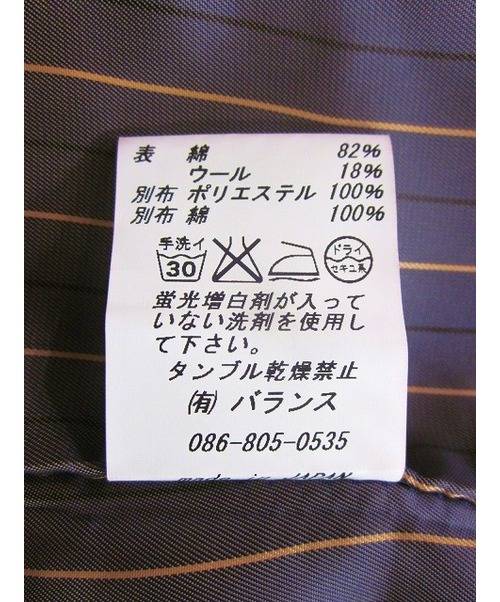 表 綿 82%
ウール 18%
別布 ポリエステル 100%
別布 綿 100%
手洗イ
30
ドライ
セキユ系
蛍光増白剤が入って
いない洗剤を使用し
て下さい。
タンブル乾燥禁止
㈲ バランス
086-805-0535
made in JAPAN